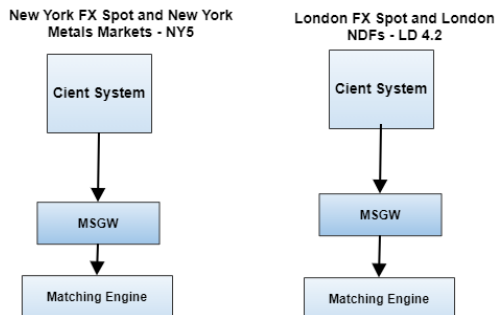 New York FX Spot and New York
Metals Markets - NY5
Cient System
MSGW
Matching Engine
London FX Spot and London
NDFs - LD 4.2
Cient System
MSGW
Matching Engine